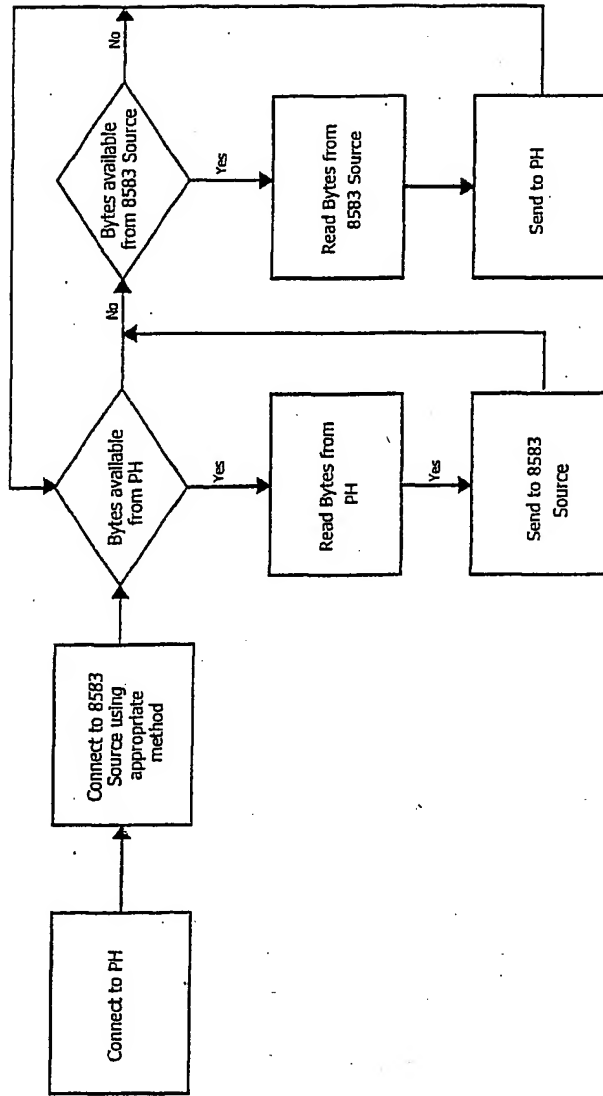 Connect to PH
Connect to 8583
Source using
appropriate
method
Bytes available
from PH
No
Yes
Read Bytes from
PH
Yes
Send to 8583
Source
Bytes available
from 8583 Source
No
Yes
Read Bytes from
8583 Source
Send to PH